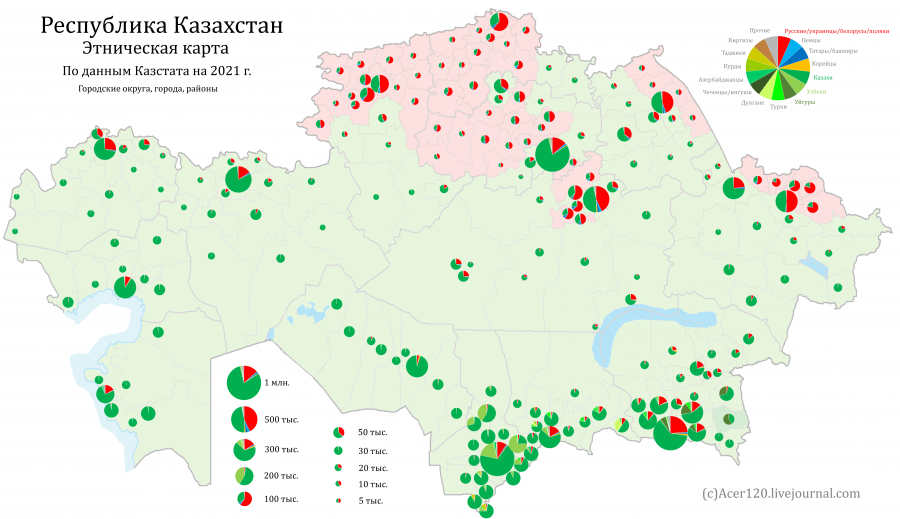 Республика Казахстан
Этническая карта
По данным Казстата на 2021 г.
Городские округа, города, районы
Прочие
Русские/украинцы/белорусы/поляки
Киргизы
Немцы
Таджики
Татары/башкиры
Курды
Корейцы
Азербайджанцы
Казахи
Чеченцы/ингуши
Узбеки
Дунгане
Уйгуры
Турки
1 млн.
500 тыс.
300 тыс.
200 тыс.
100 тыс.
50 тыс.
30 тыс.
20 тыс.
10 тыс.
5 тыс.
(c)Acer120.livejournal.com